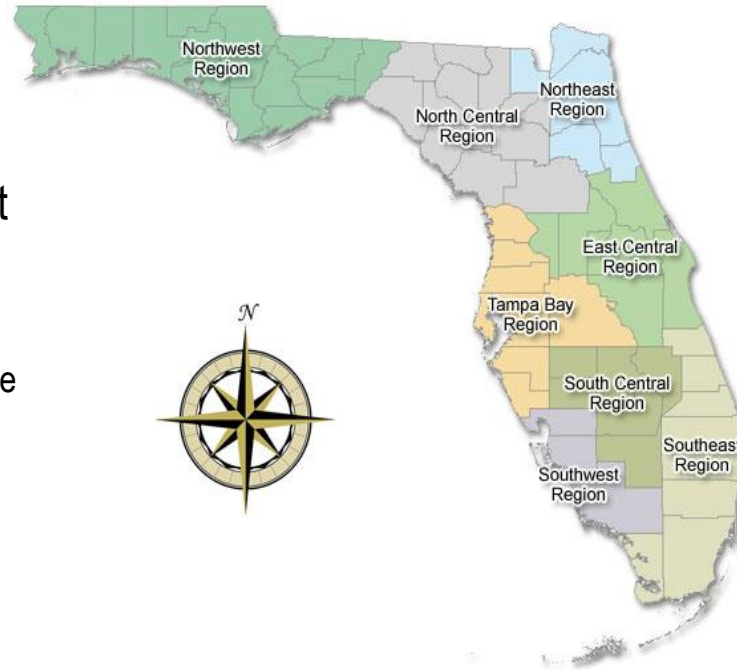 Northwest
Region
North Central
Region
Northeast
Region
t
East Central
Region
N
Tampa Bay
Region
e
South Central
Region
Southeast
Region
Southwest
Region